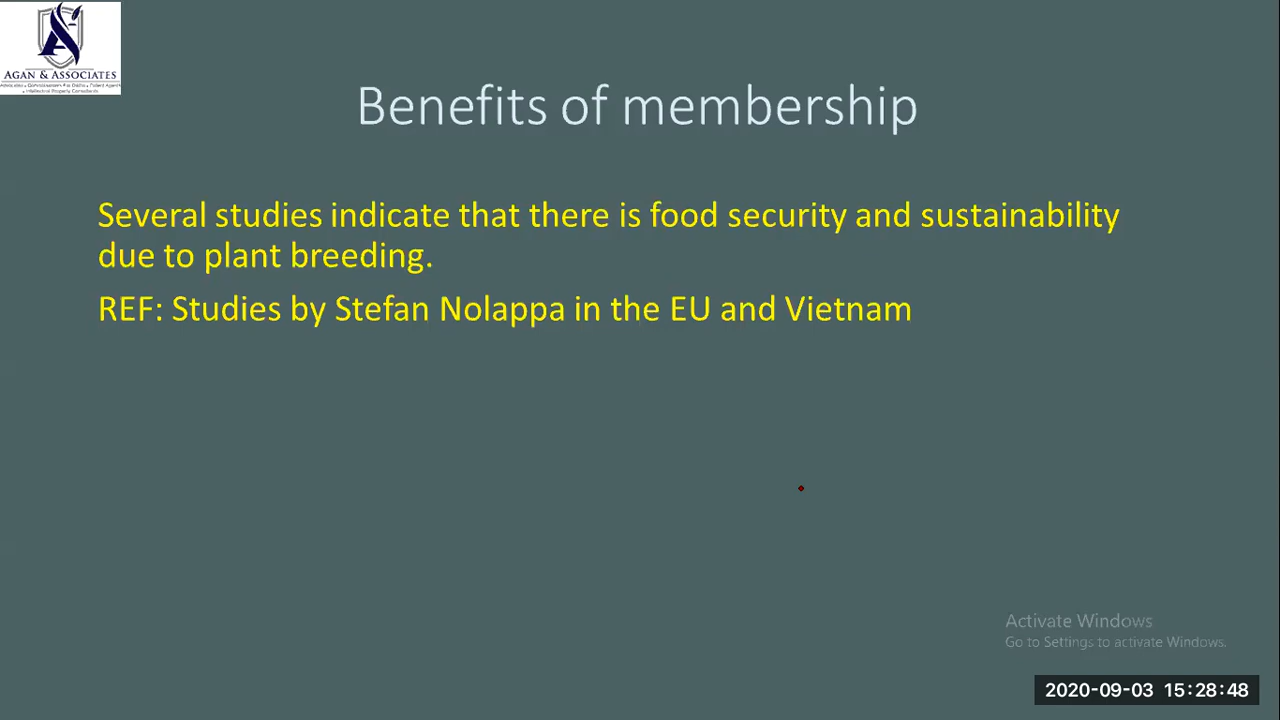 AGAN & ASSOCIATES
Benefits of membership
Several studies indicate that there is food security and sustainability
due to plant breeding.
REF: Studies by Stefan Nolappa in the EU and Vietnam
Activate Windows
Go to Settings to activate Windows.
2020-09-03 15:28:48